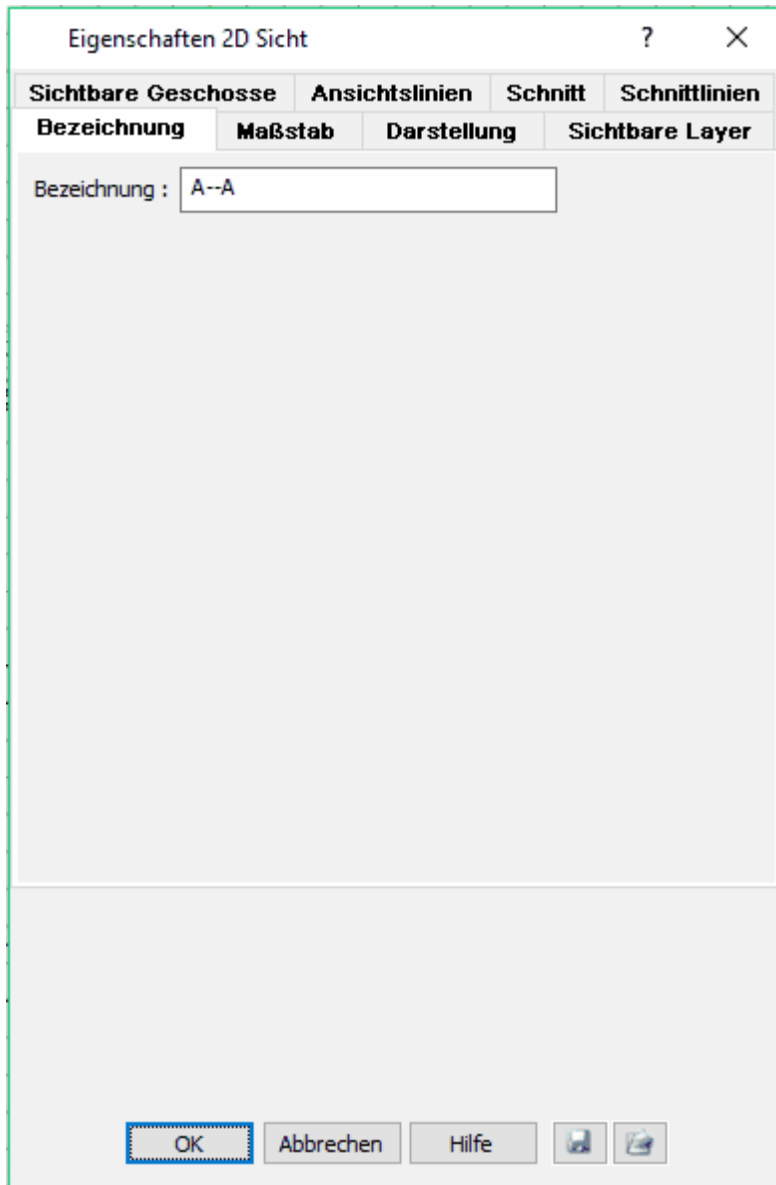 Eigenschaften 2D Sicht ?
Sichtbare Geschosse Ansichtslinien Schnitt Schnittlinien
Bezeichnung Maßstab Darstellung Sichtbare Layer
Bezeichnung : A--A
OK Abbrechen Hilfe